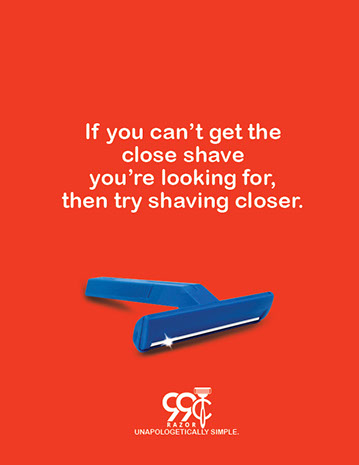 If you can't get the
close shave
you're looking for,
then try shaving closer.
99¢
RAZOR
UNAPOLOGETICALLY SIMPLE.